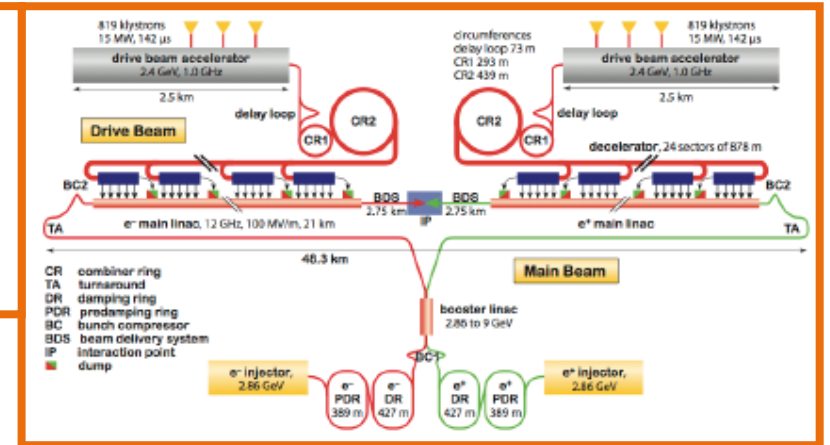 819 klystrons
15 MW, 142 µs
drive beam accelerator
2.4 GeV, 1.0 GHz
2.5 km
delay loop
CR2
CR1
Drive Beam
circumferences
delay loop 73 m
CR1 293 m
CR2 439 m
819 klystrons
15 MW, 142 µs
drive beam accelerator
2.4 GeV, 1.0 GHz
2.5 km
delay loop
CR2
CR1
decelerator, 24 sectors of 878 m
BC2
BDS
2.75 km
BDS
2.75 km
IP
BC2
TA
e⁻ main linac, 12 GHz, 100 MV/m, 21 km
e⁺ main linac
TA
48.3 km
Main Beam
CR combiner ring
TA turnaround
DR damping ring
PDR predamping ring
BC bunch compressor
BDS beam delivery system
IP interaction point
dump
booster linac
2.86 to 9 GeV
BC1
e⁻ injector,
2.86 GeV
e⁻
PDR
389 m
e⁻
DR
427 m
e⁺
DR
427 m
e⁺
PDR
389 m
e⁺ injector,
2.86 GeV